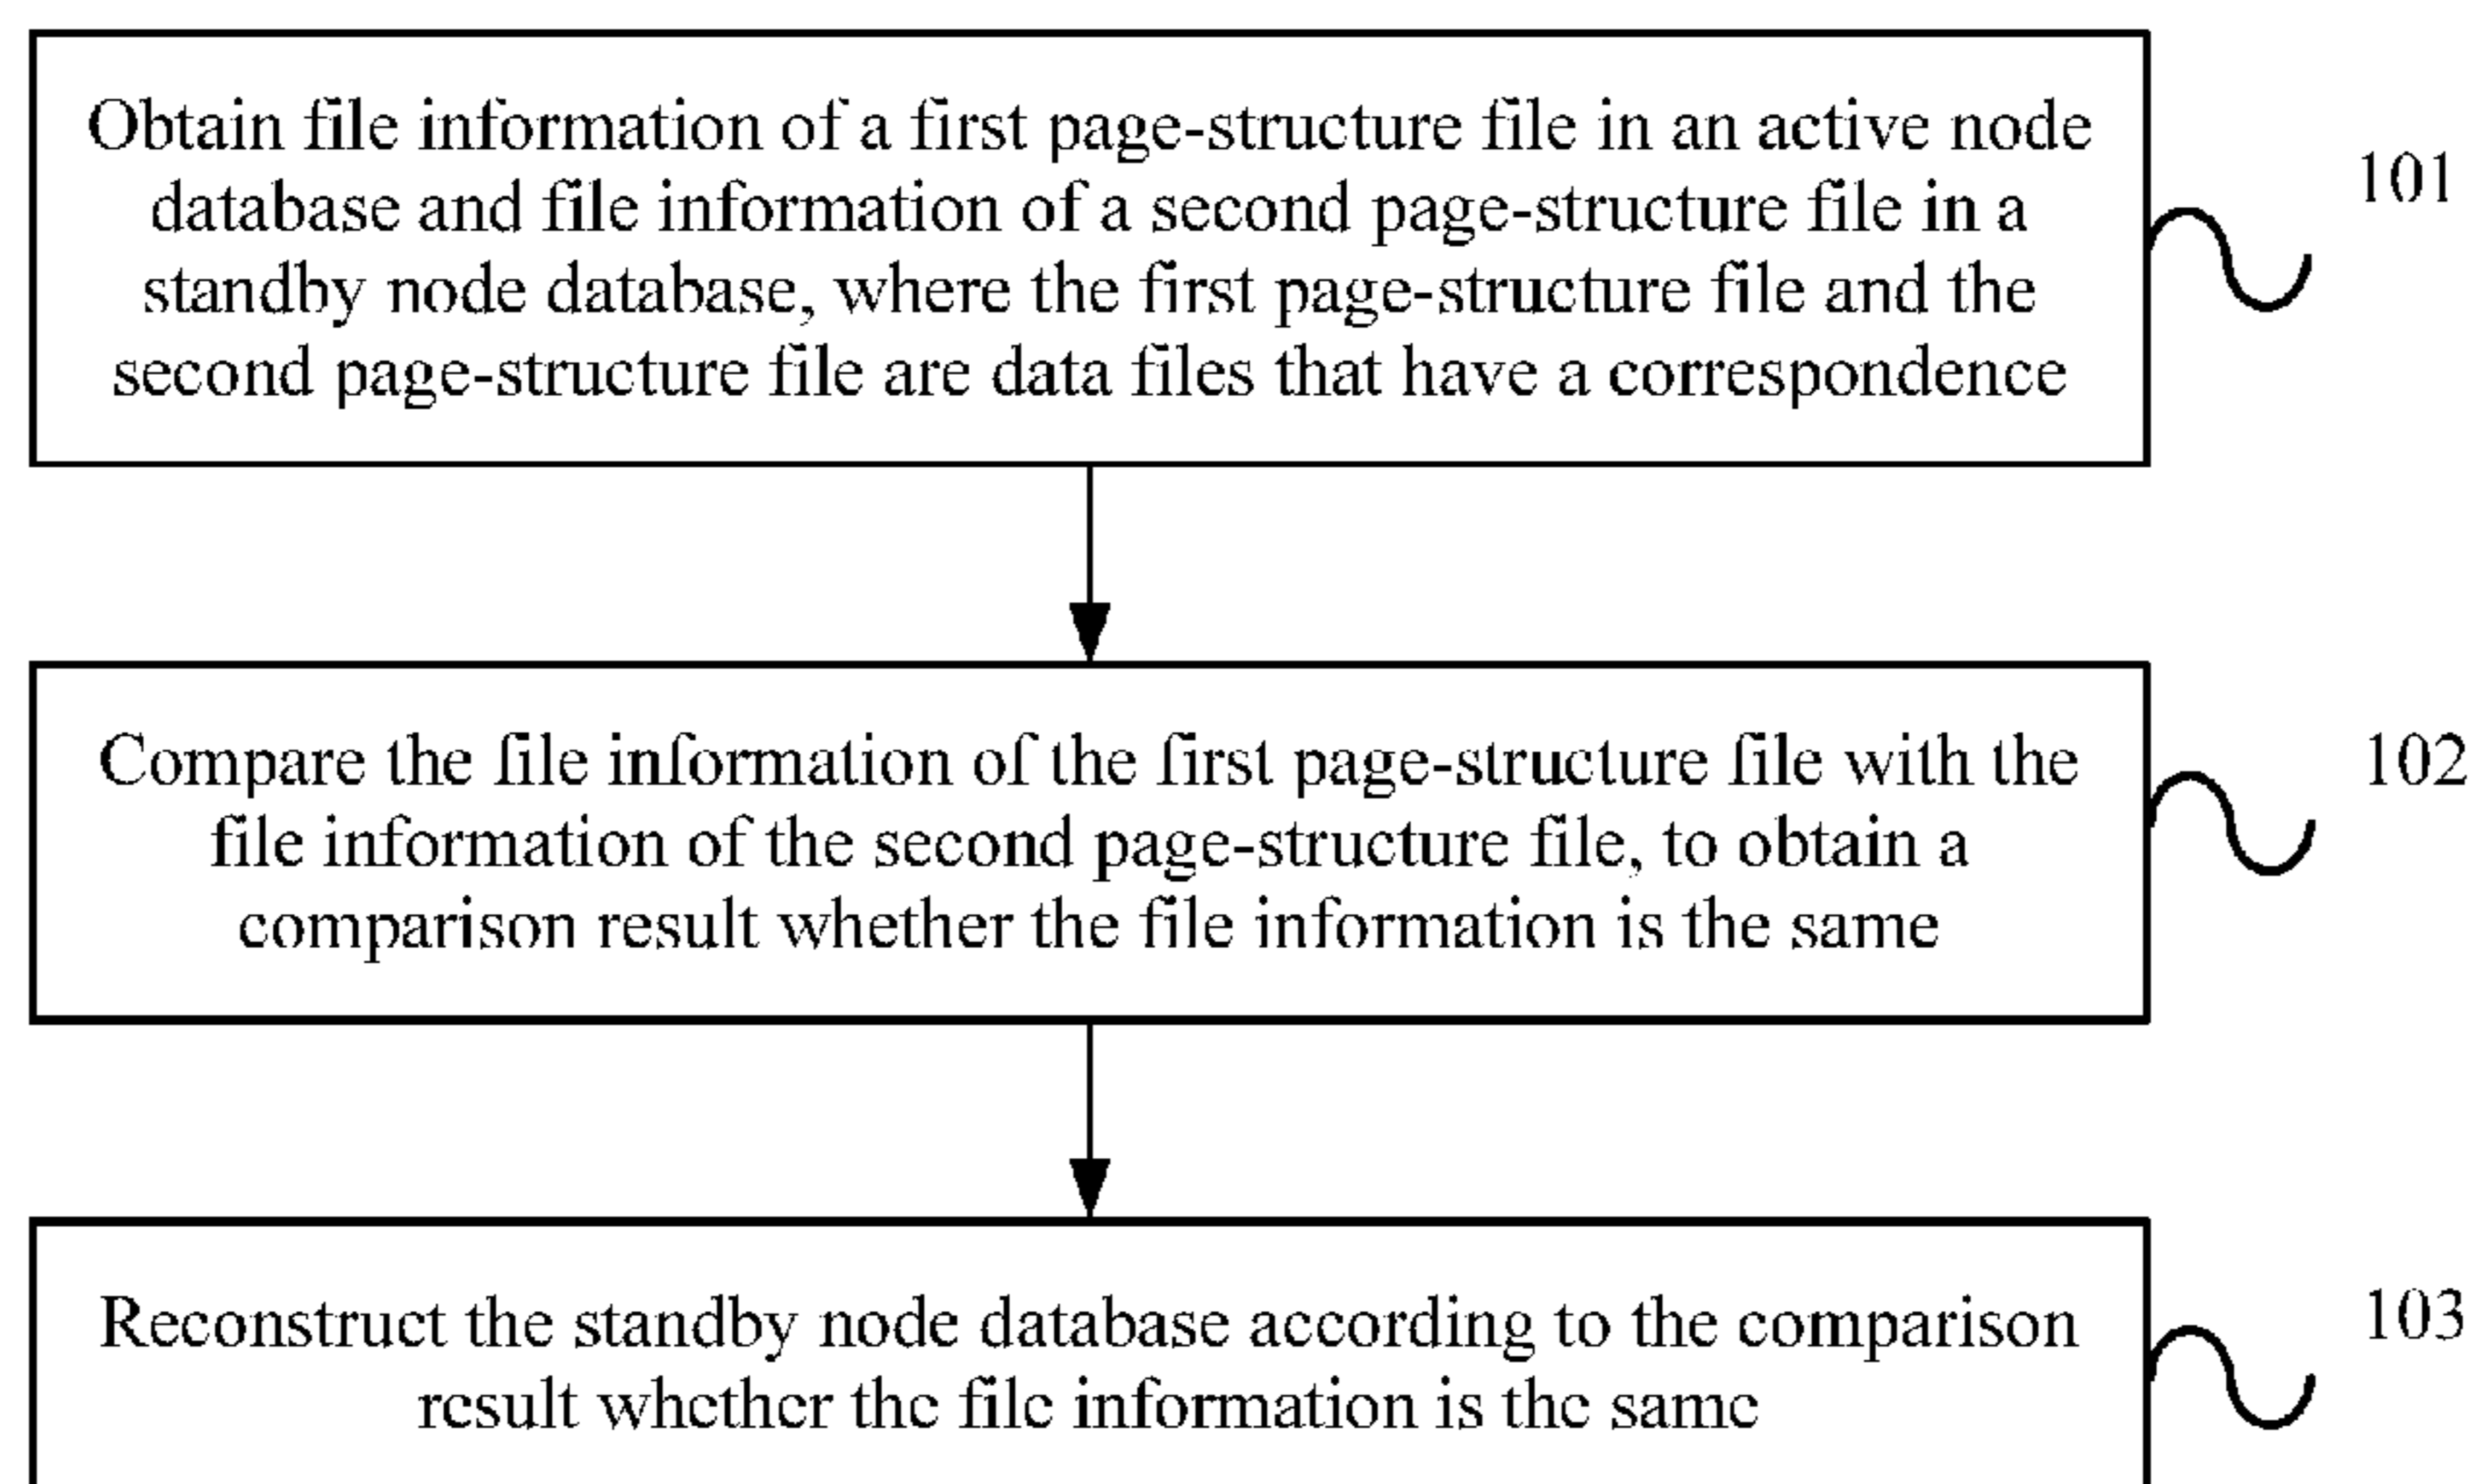 Obtain file information of a first page-structure file in an active node
database and file information of a second page-structure file in a
standby node database, where the first page-structure file and the
second page-structure file are data files that have a correspondence
101
Compare the file information of the first page-structure file with the
file information of the second page-structure file, to obtain a
comparison result whether the file information is the same
102
Reconstruct the standby node database according to the comparison
result whether the file information is the same
103